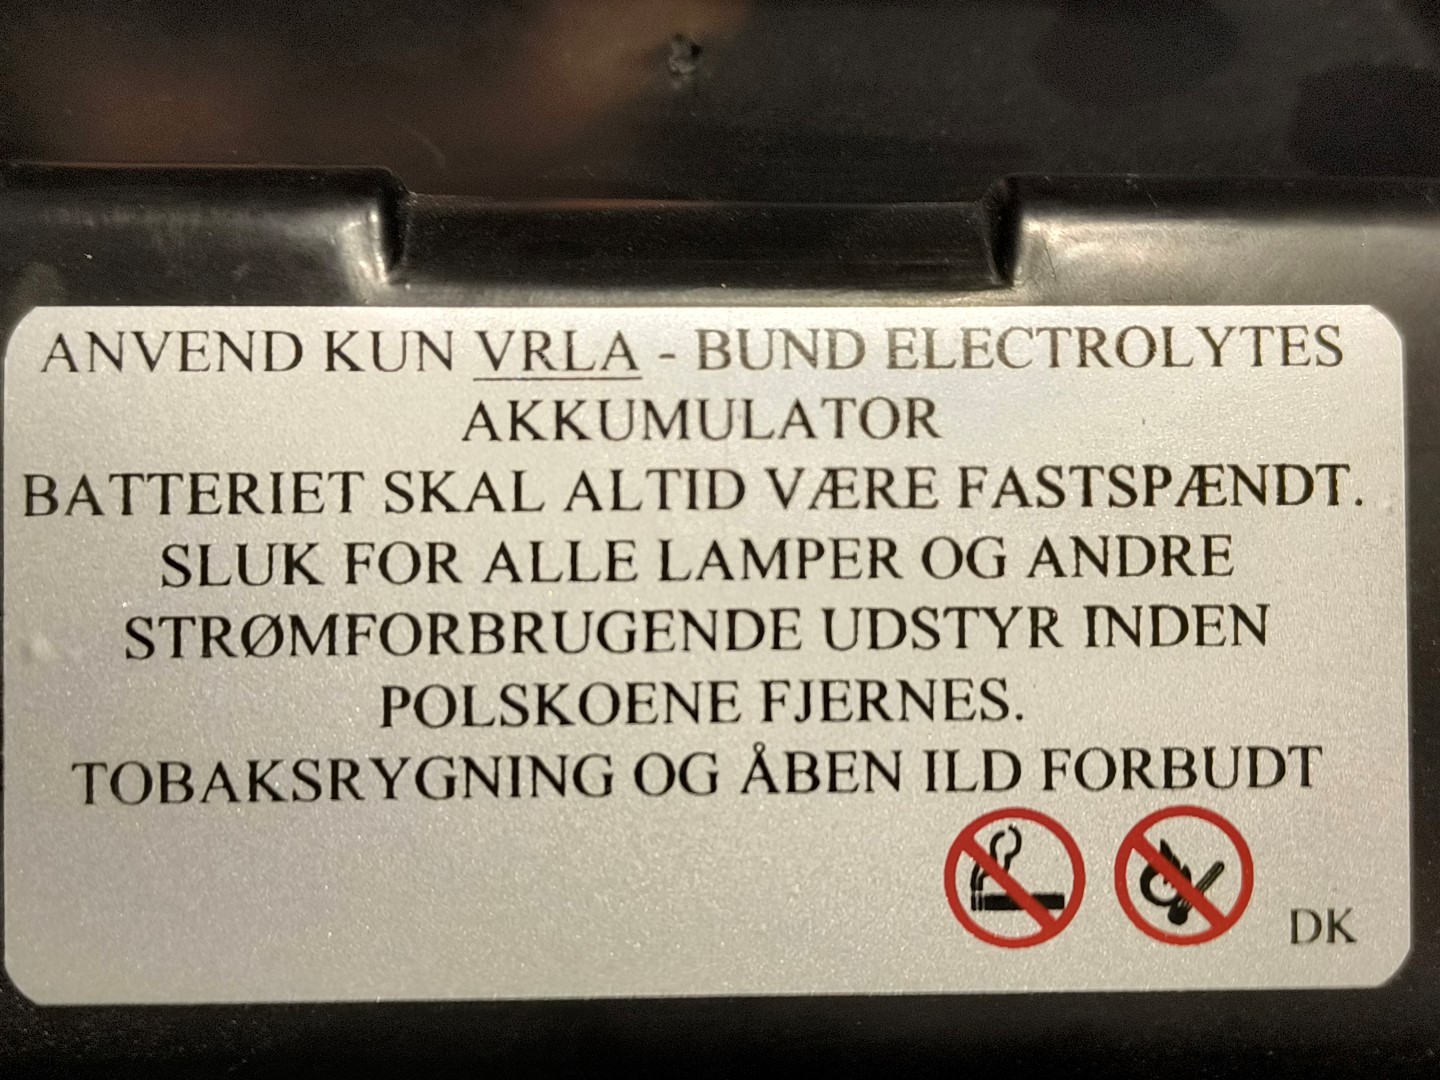 ANVEND KUN VRLA - BUND ELECTROLYTES
AKKUMULATOR
BATTERIET SKAL ALTID VÆRE FASTSPÆNDT.
SLUK FOR ALLE LAMPER OG ANDRE
STRØMFORBRUGENDE UDSTYR INDEN
POLSKOENE FJERNES.
TOBAKSRYGNING OG ÅBEN ILD FORBUDT
DK